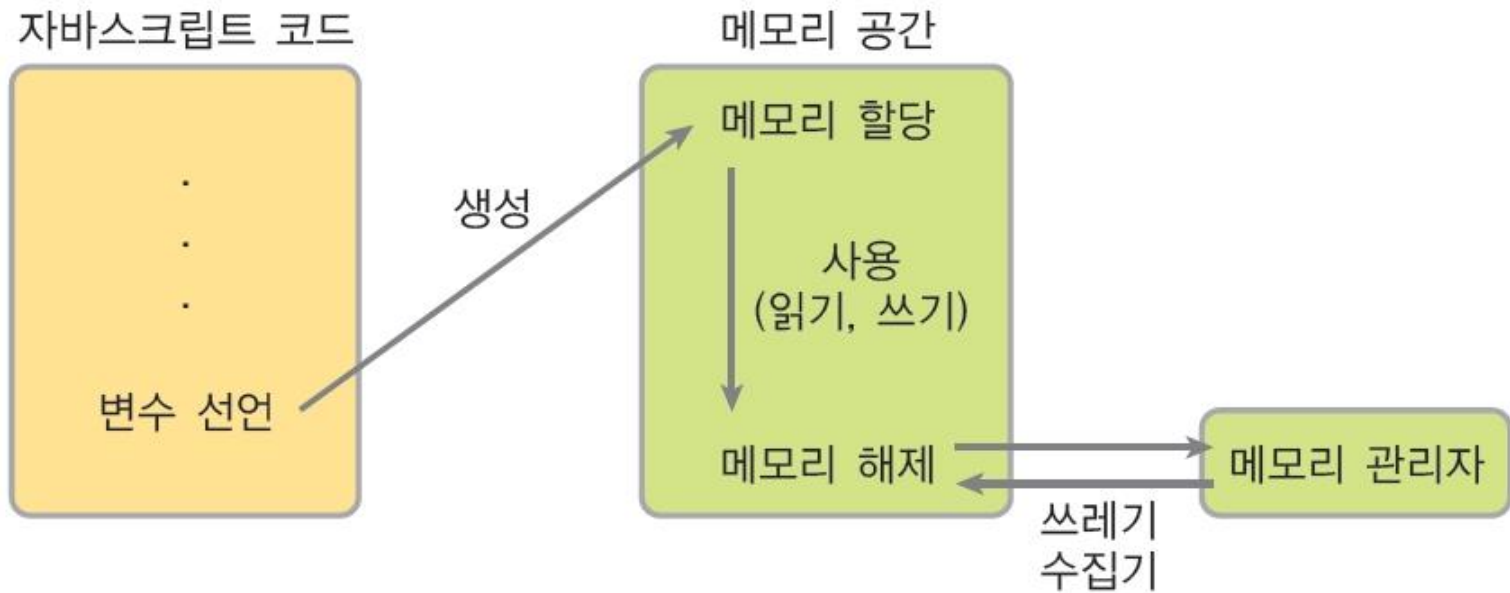 자바스크립트 코드
메모리 공간
.
.
.
변수 선언
생성
메모리 할당
사용
(읽기, 쓰기)
메모리 해제
메모리 관리자
쓰레기
수집기